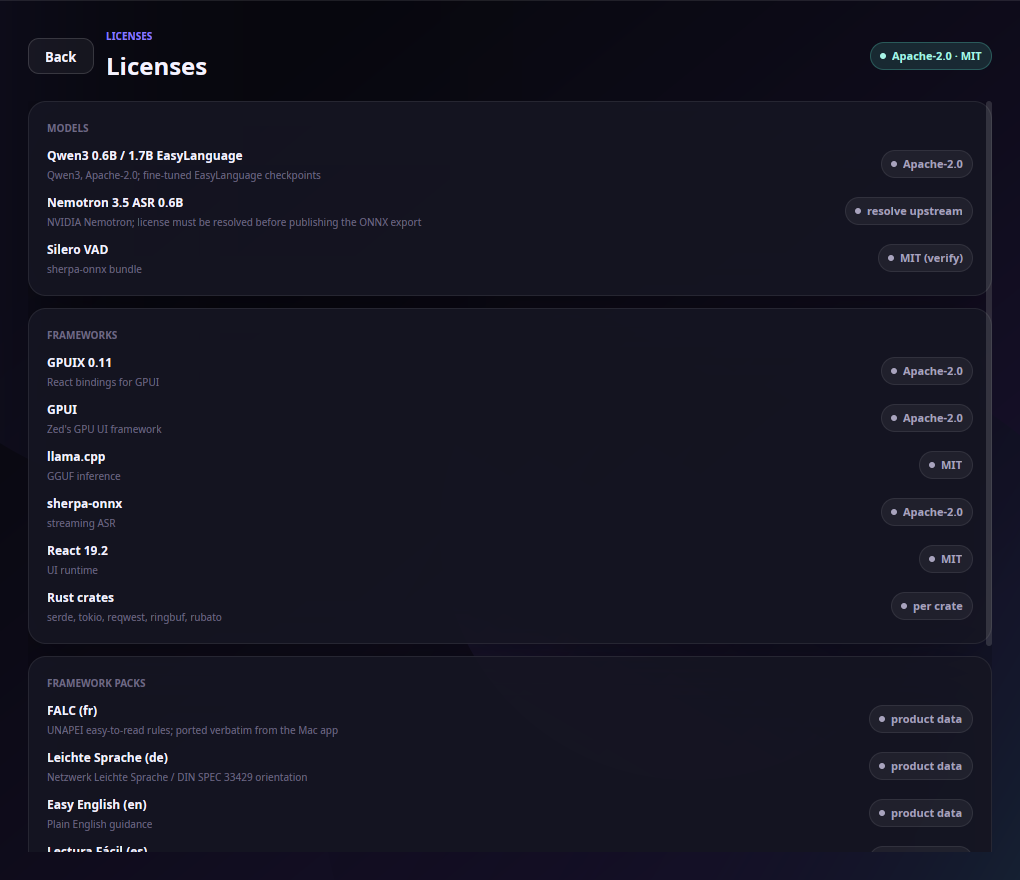 LICENSES
Back
Licenses
Apache-2.0 · MIT
MODELS
Qwen3 0.6B / 1.7B EasyLanguage
Qwen3, Apache-2.0; fine-tuned EasyLanguage checkpoints
Apache-2.0
Nemotron 3.5 ASR 0.6B
NVIDIA Nemotron; license must be resolved before publishing the ONNX export
resolve upstream
Silero VAD
sherpa-onnx bundle
MIT (verify)
FRAMEWORKS
GPUIX 0.11
React bindings for GPUI
Apache-2.0
GPUI
Zed's GPU UI framework
Apache-2.0
llama.cpp
GGUF inference
MIT
sherpa-onnx
streaming ASR
Apache-2.0
React 19.2
UI runtime
MIT
Rust crates
serde, tokio, reqwest, ringbuf, rubato
per crate
FRAMEWORK PACKS
FALC (fr)
UNAPEI easy-to-read rules; ported verbatim from the Mac app
product data
Leichte Sprache (de)
Netzwerk Leichte Sprache / DIN SPEC 33429 orientation
product data
Easy English (en)
Plain English guidance
product data
Lectura Fácil (es)